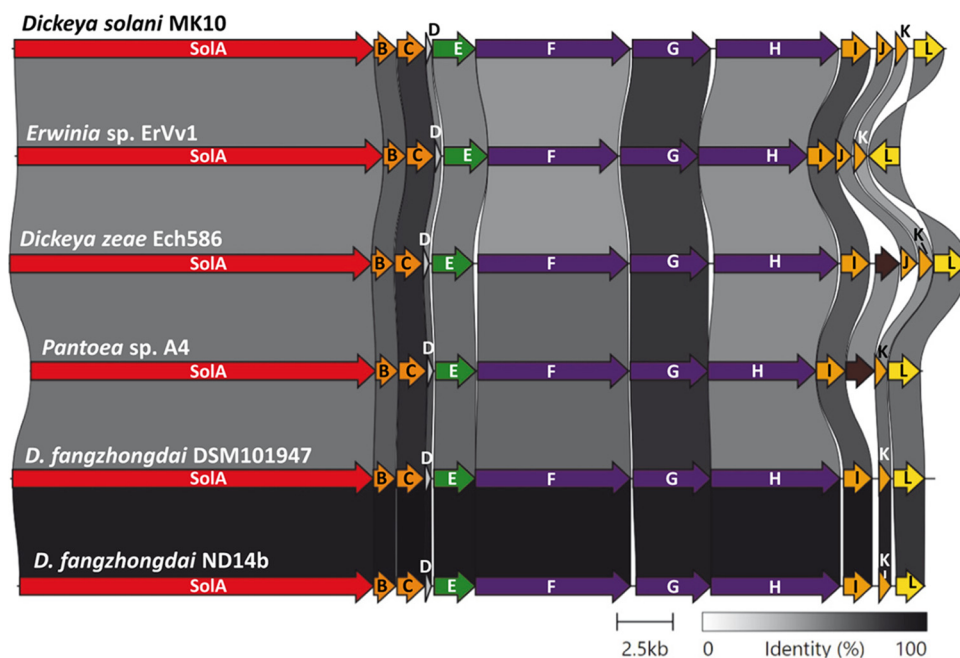 Dickeya solani MK10
D
K
SolA B C E F G H I J L
Erwinia sp. ErVv1
D
K
SolA B C E F G H I J L
Dickeya zeae Ech586
D
K
SolA B C E F G H I J L
Pantoea sp. A4
D
K
SolA B C E F G H I L
D. fangzhongdai DSM101947
D
K
SolA B C E F G H I L
D. fangzhongdai ND14b
D
K
SolA B C E F G H I L
2.5kb 0 Identity (%) 100